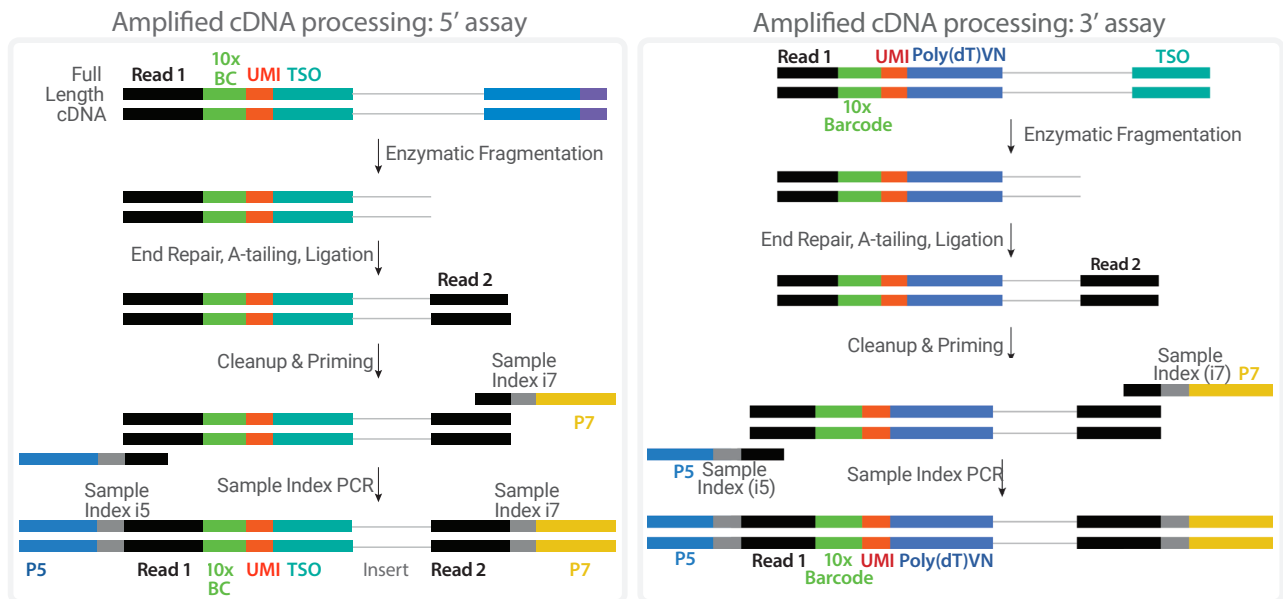 Amplified cDNA processing: 5’ assay
Full
Length
cDNA
Read 1
10x
BC
UMI
TSO
Enzymatic Fragmentation
End Repair, A-tailing, Ligation
Read 2
Cleanup & Priming
Sample
Index i7
P7
Sample Index PCR
Sample
Index i5
Sample
Index i7
P5
Read 1
10x
BC
UMI
TSO
Insert
Read 2
P7
Amplified cDNA processing: 3’ assay
Read 1
UMI
Poly(dT)VN
TSO
10x
Barcode
Enzymatic Fragmentation
End Repair, A-tailing, Ligation
Read 2
Cleanup & Priming
Sample
Index (i7)
P7
P5
Sample
Index (i5)
Sample Index PCR
P5
Read 1
10x
Barcode
UMI
Poly(dT)VN